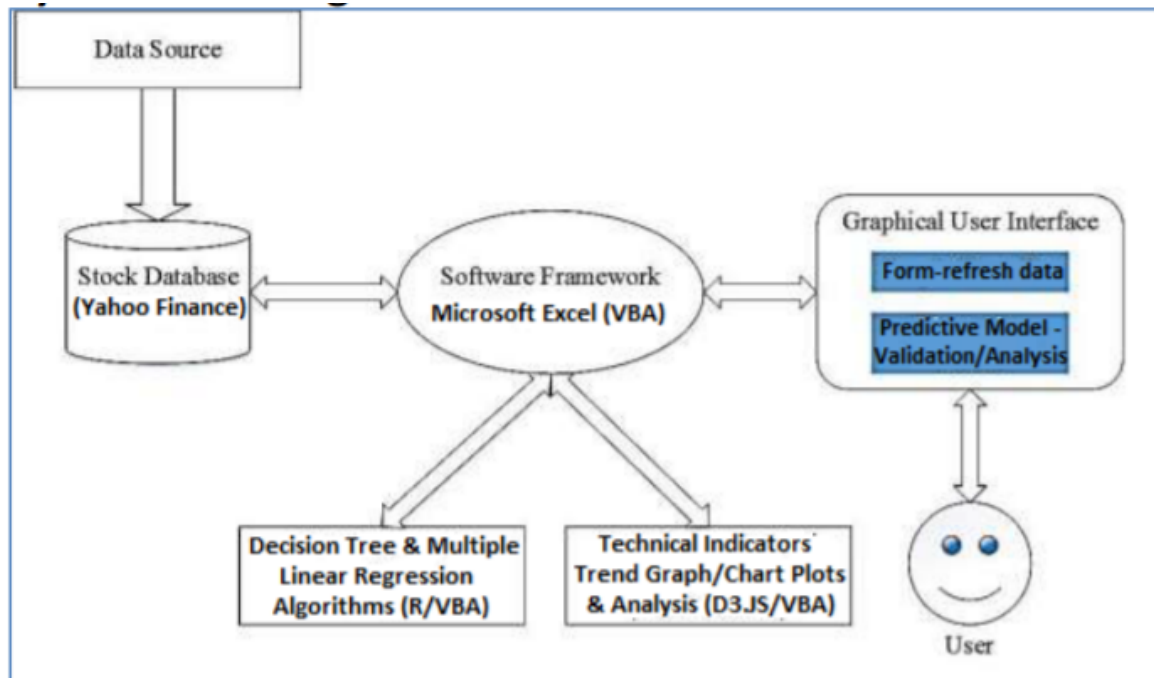 Data Source
Stock Database
(Yahoo Finance)
Software Framework
Microsoft Excel (VBA)
Graphical User Interface
Form-refresh data
Predictive Model -
Validation/Analysis
Decision Tree & Multiple
Linear Regression
Algorithms (R/VBA)
Technical Indicators
Trend Graph/Chart Plots
& Analysis (D3.JS/VBA)
User